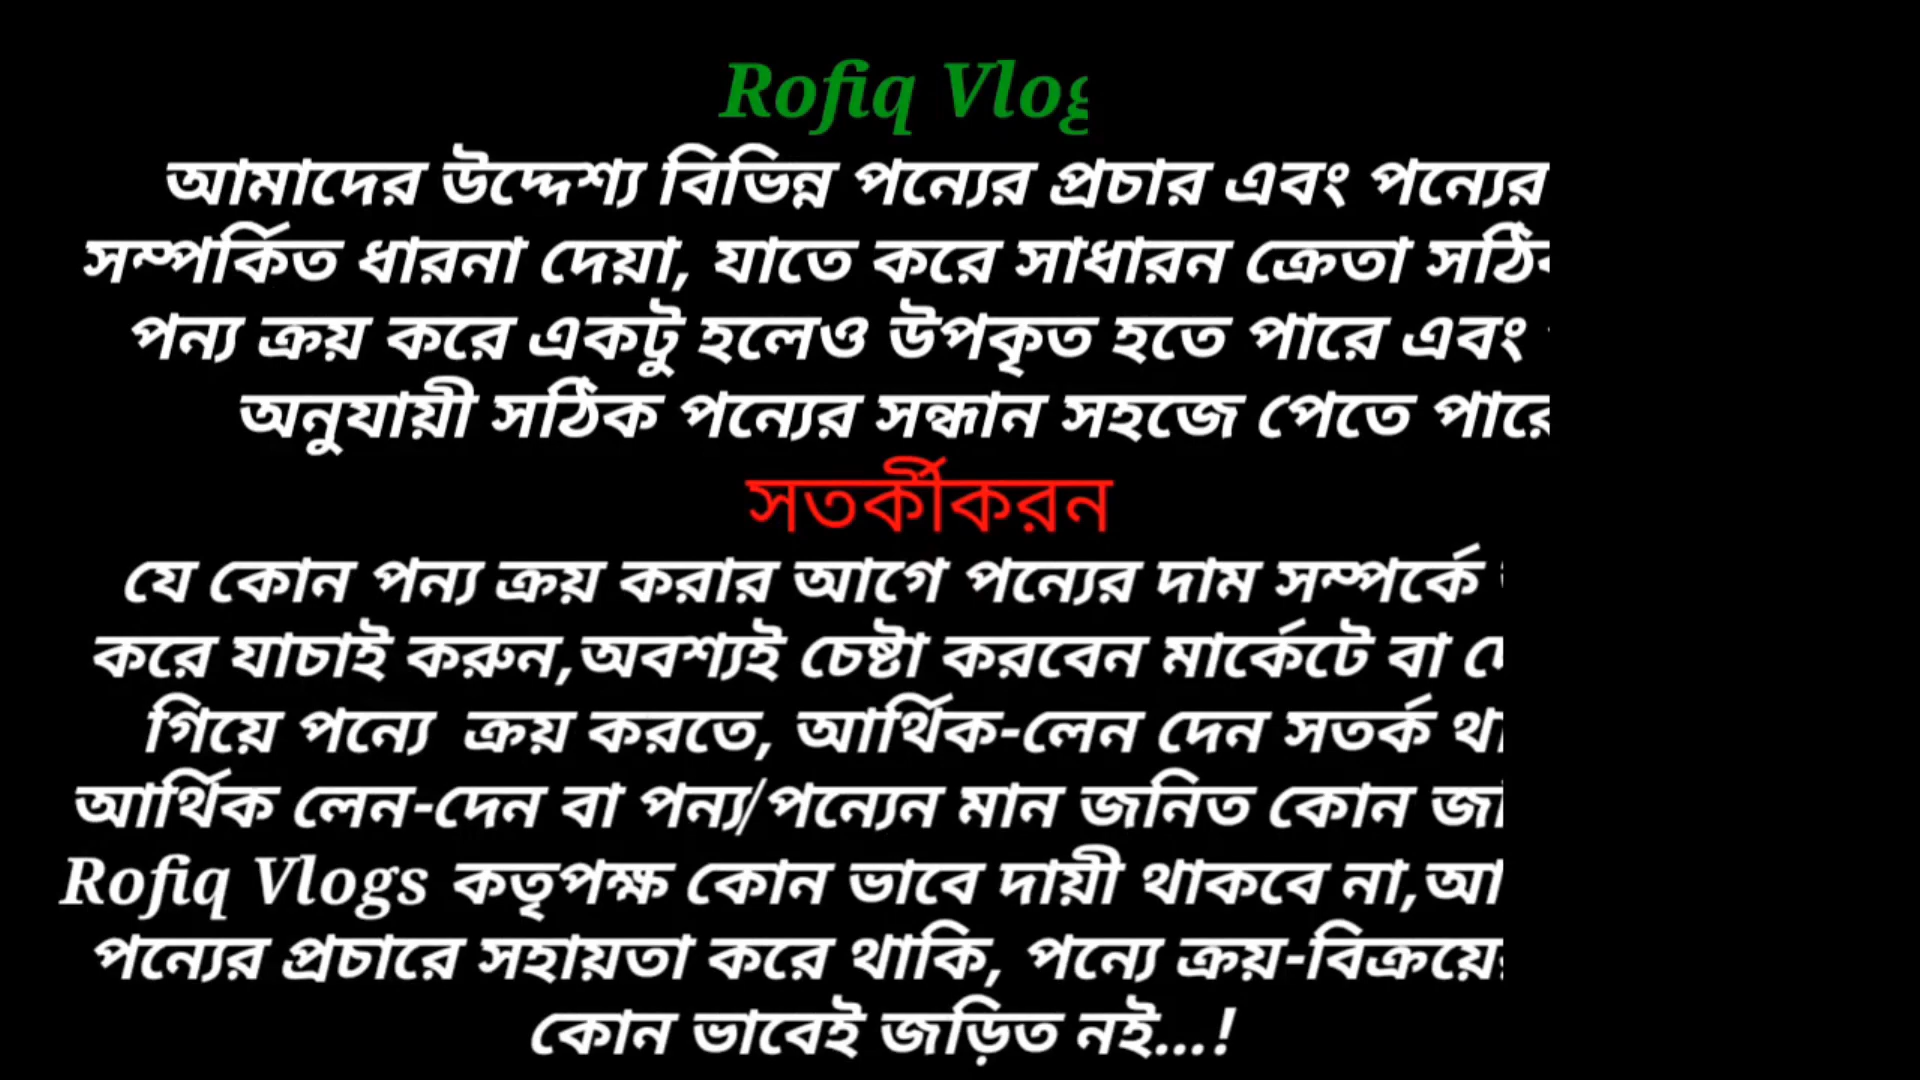 Rofiq Vlog
আমাদের উদ্দেশ্য বিভিন্ন পন্যের প্রচার এবং পন্যের
সম্পর্কিত ধারনা দেয়া, যাতে করে সাধারন ক্রেতা
পন্য ক্রয় করে একটু হলেও উপকৃত হতে পারে এবং
অনুযায়ী সঠিক পন্যের সন্ধান সহজে পেতে পারে
সতর্কীকরন
যে কোন পন্য ক্রয় করার আগে পন্যের দাম সম্পর্কে
করে যাচাই করুন,অবশ্যই চেষ্টা করবেন মার্কেটে বা
গিয়ে পন্যে ক্রয় করতে, আর্থিক-লেন দেন সতর্ক
আর্থিক লেন-দেন বা পন্য/পন্যেন মান জনিত কোন
Rofiq Vlogs কতৃপক্ষ কোন ভাবে দায়ী থাকবে না,
পন্যের প্রচারে সহায়তা করে থাকি, পন্যে ক্রয়-বিক্রয়ে
কোন ভাবেই জড়িত নই...!